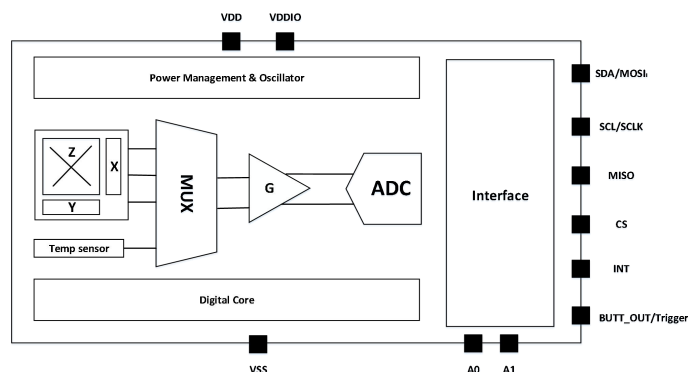 VDD VDDIO
Power Management & Oscillator
SDA/MOSI
SCL/SCLK
Z
X
Y
MUX
G
ADC
Interface
MISO
CS
Temp sensor
INT
Digital Core
BUTT_OUT/Trigger
VSS
A0 A1